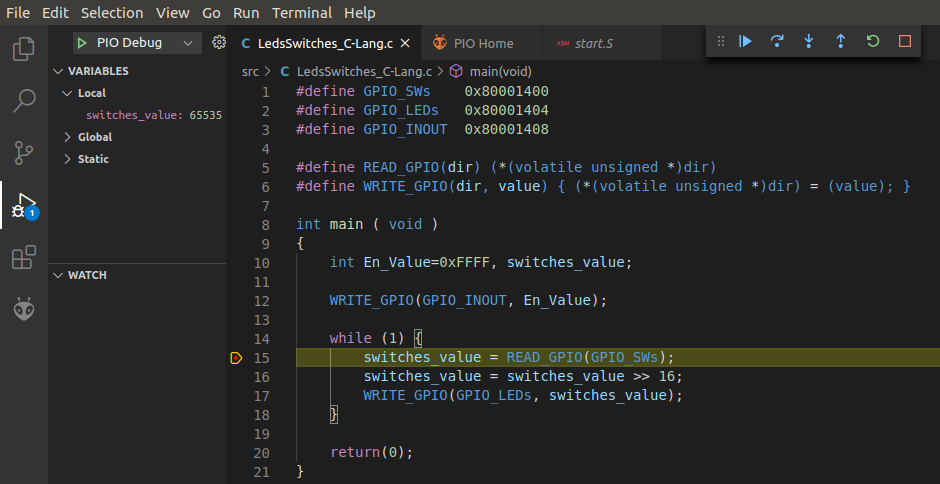 File Edit Selection View Go Run Terminal Help
PIO Debug
LedsSwitches_C-Lang.c
PIO Home
ASM start.S
VARIABLES
Local
switches_value: 65535
Global
Static
1
WATCH
src > C LedsSwitches_C-Lang.c > main(void)
1 #define GPIO_SWs    0x80001400
2 #define GPIO_LEDs   0x80001404
3 #define GPIO_INOUT  0x80001408
4
5 #define READ_GPIO(dir) (*(volatile unsigned *)dir)
6 #define WRITE_GPIO(dir, value) { (*(volatile unsigned *)dir) = (value); }
7
8 int main ( void )
9 {
10     int En_Value=0xFFFF, switches_value;
11
12     WRITE_GPIO(GPIO_INOUT, En_Value);
13
14     while (1) {
15         switches_value = READ_GPIO(GPIO_SWs);
16         switches_value = switches_value >> 16;
17         WRITE_GPIO(GPIO_LEDs, switches_value);
18     }
19
20     return(0);
21 }